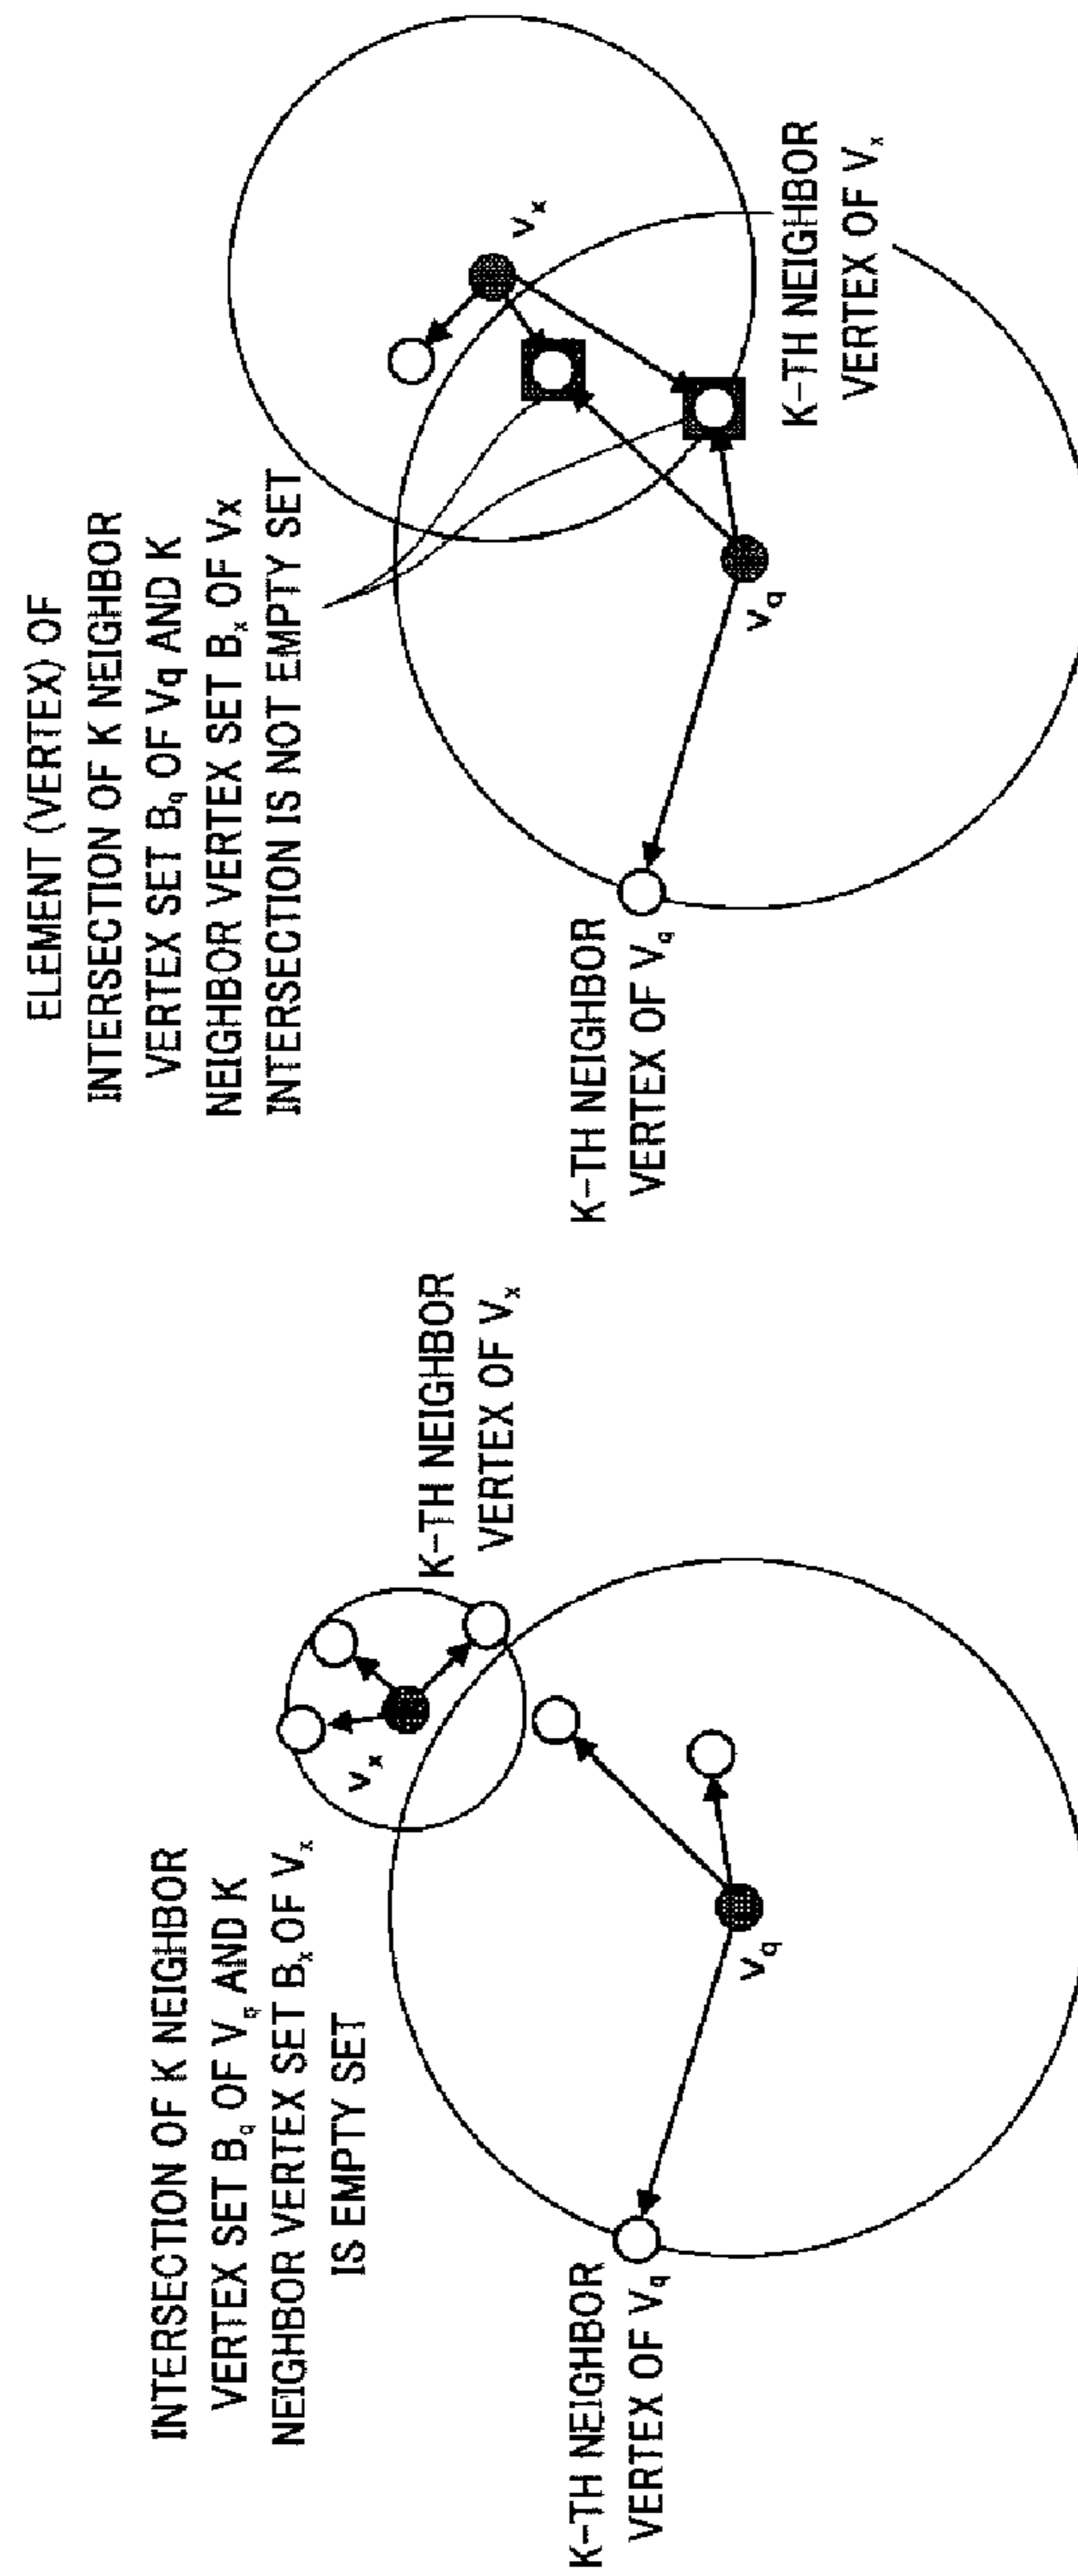 INTERSECTION OF K NEIGHBOR
VERTEX SET Bq OF Vq AND K
NEIGHBOR VERTEX SET Bx OF Vx
IS EMPTY SET
K-TH NEIGHBOR
VERTEX OF Vx
Vx
Vq
K-TH NEIGHBOR
VERTEX OF Vq
ELEMENT (VERTEX) OF
INTERSECTION OF K NEIGHBOR
VERTEX SET Bq OF Vq AND K
NEIGHBOR VERTEX SET Bx OF Vx
INTERSECTION IS NOT EMPTY SET
Vx
Vq
K-TH NEIGHBOR
VERTEX OF Vq
K-TH NEIGHBOR
VERTEX OF Vx